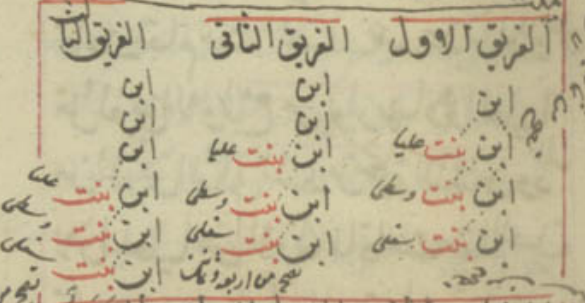 الفريق الاول
ابن
ابن بنت عليا
ابن بنت وسطى
ابن بنت سفلى
الفريق الثانى
ابن
ابن
ابن بنت عليا
ابن بنت وسطى
ابن بنت سفلى
الفريق الثالث
ابن
ابن
ابن
ابن بنت عليا
ابن بنت وسطى
ابن بنت سفلى